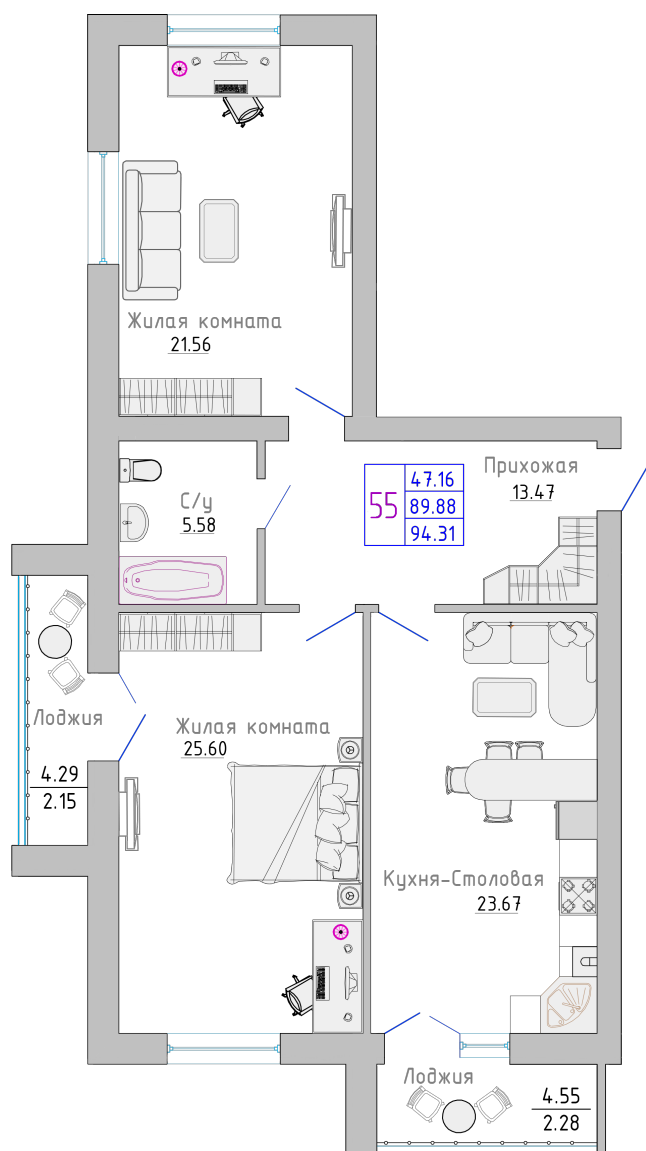 Жилая комната
21.56
С/у
5.58
55
47.16
89.88
94.31
Прихожая
13.47
Лоджия
4.29
2.15
Жилая комната
25.60
Кухня-Столовая
23.67
Лоджия
4.55
2.28